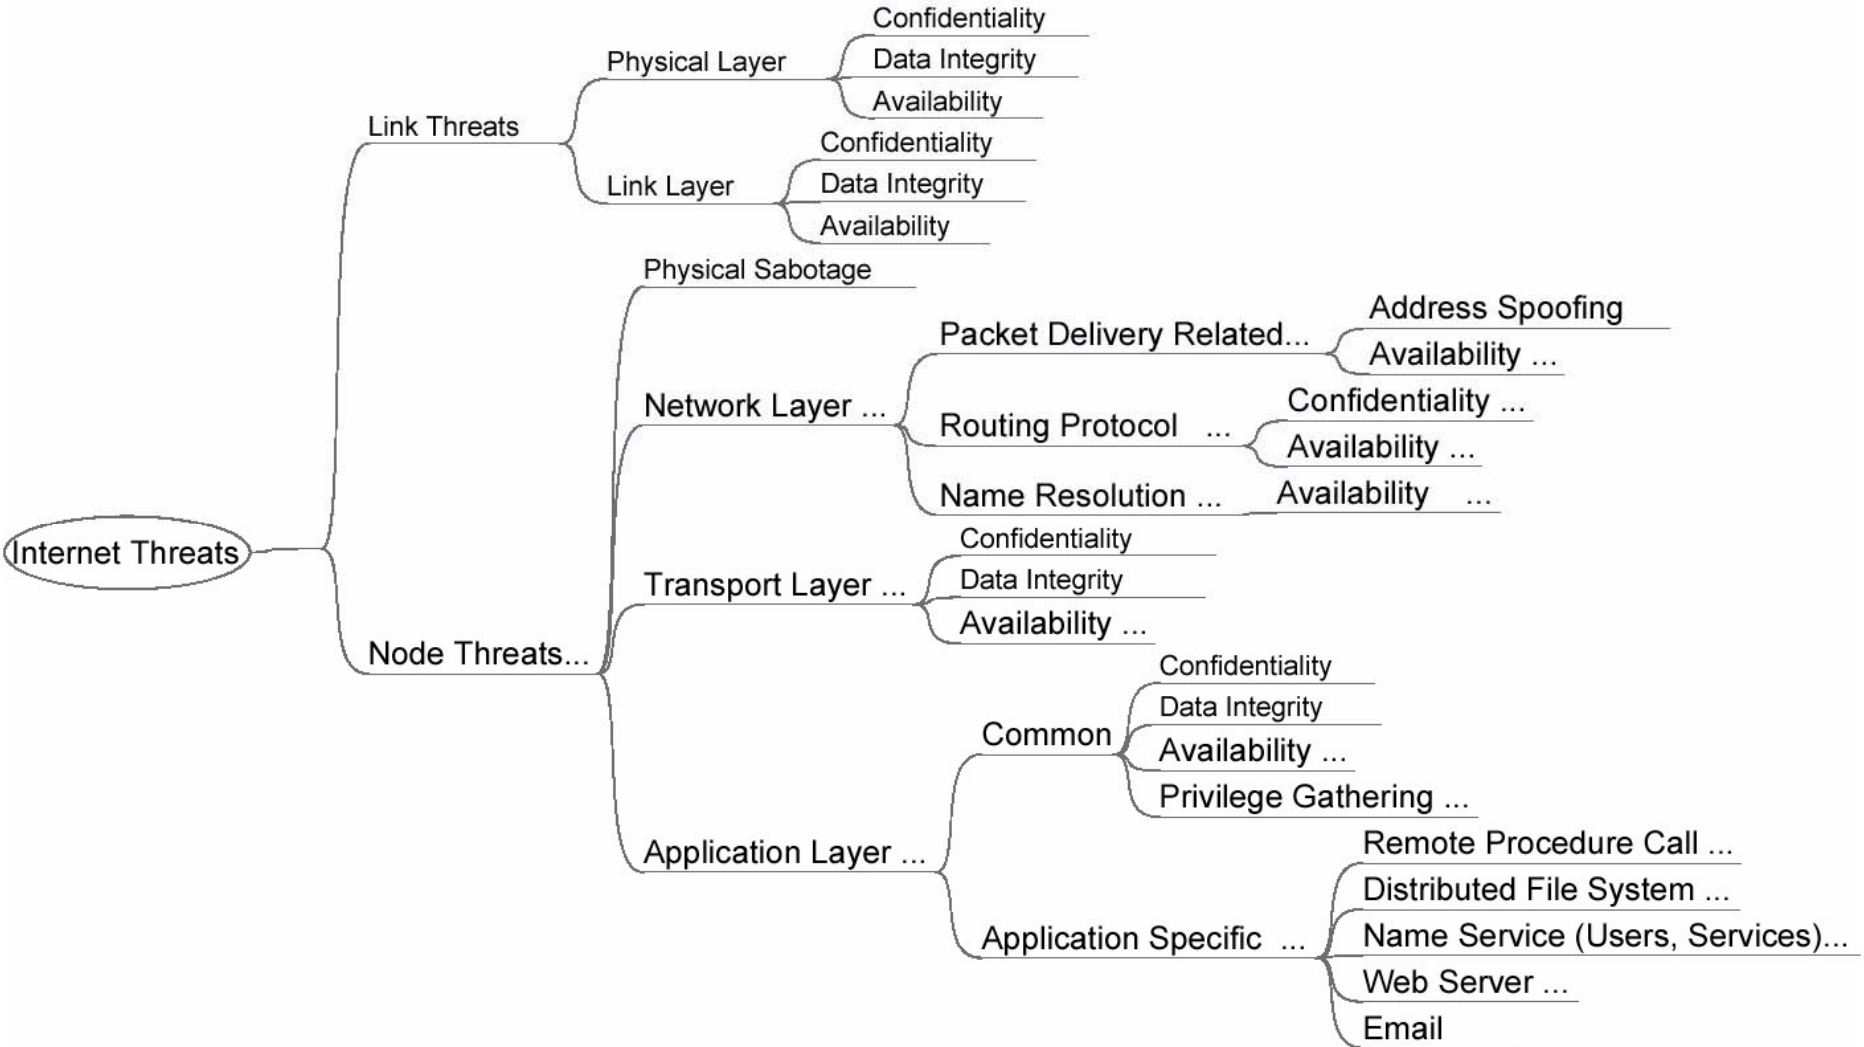 Confidentiality
Physical Layer
Data Integrity
Availability
Link Threats
Confidentiality
Link Layer
Data Integrity
Availability
Physical Sabotage
Address Spoofing
Packet Delivery Related...
Availability ...
Network Layer ...
Confidentiality ...
Routing Protocol ...
Availability ...
Name Resolution ...
Availability ...
Internet Threats
Confidentiality
Transport Layer ...
Data Integrity
Availability ...
Node Threats...
Confidentiality
Common
Data Integrity
Availability ...
Privilege Gathering ...
Application Layer ...
Remote Procedure Call ...
Distributed File System ...
Application Specific ...
Name Service (Users, Services)...
Web Server ...
Email